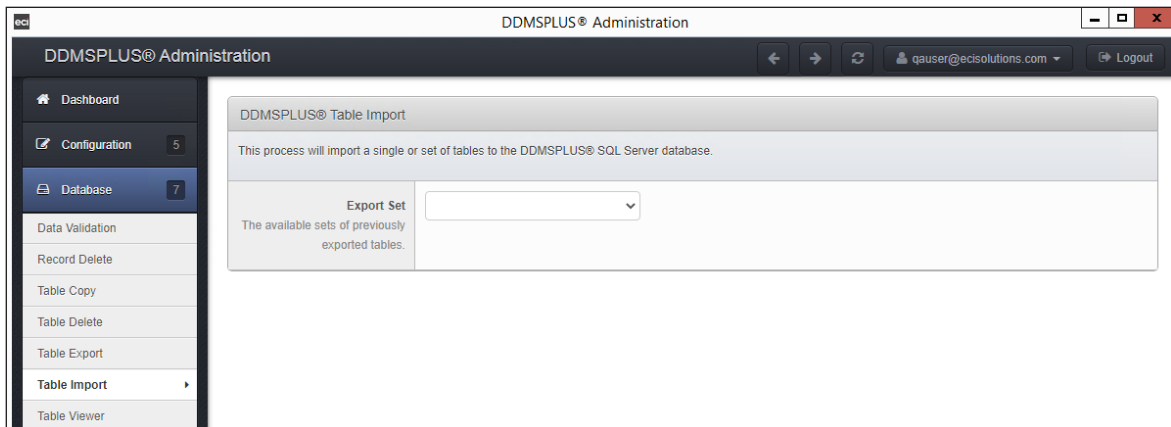 eci
DDMSPLUS® Administration
DDMSPLUS® Administration
qauser@ecisolutions.com
Logout
Dashboard
Configuration 5
Database 7
Data Validation
Record Delete
Table Copy
Table Delete
Table Export
Table Import
Table Viewer
DDMSPLUS® Table Import
This process will import a single or set of tables to the DDMSPLUS® SQL Server database.
Export Set
The available sets of previously
exported tables.